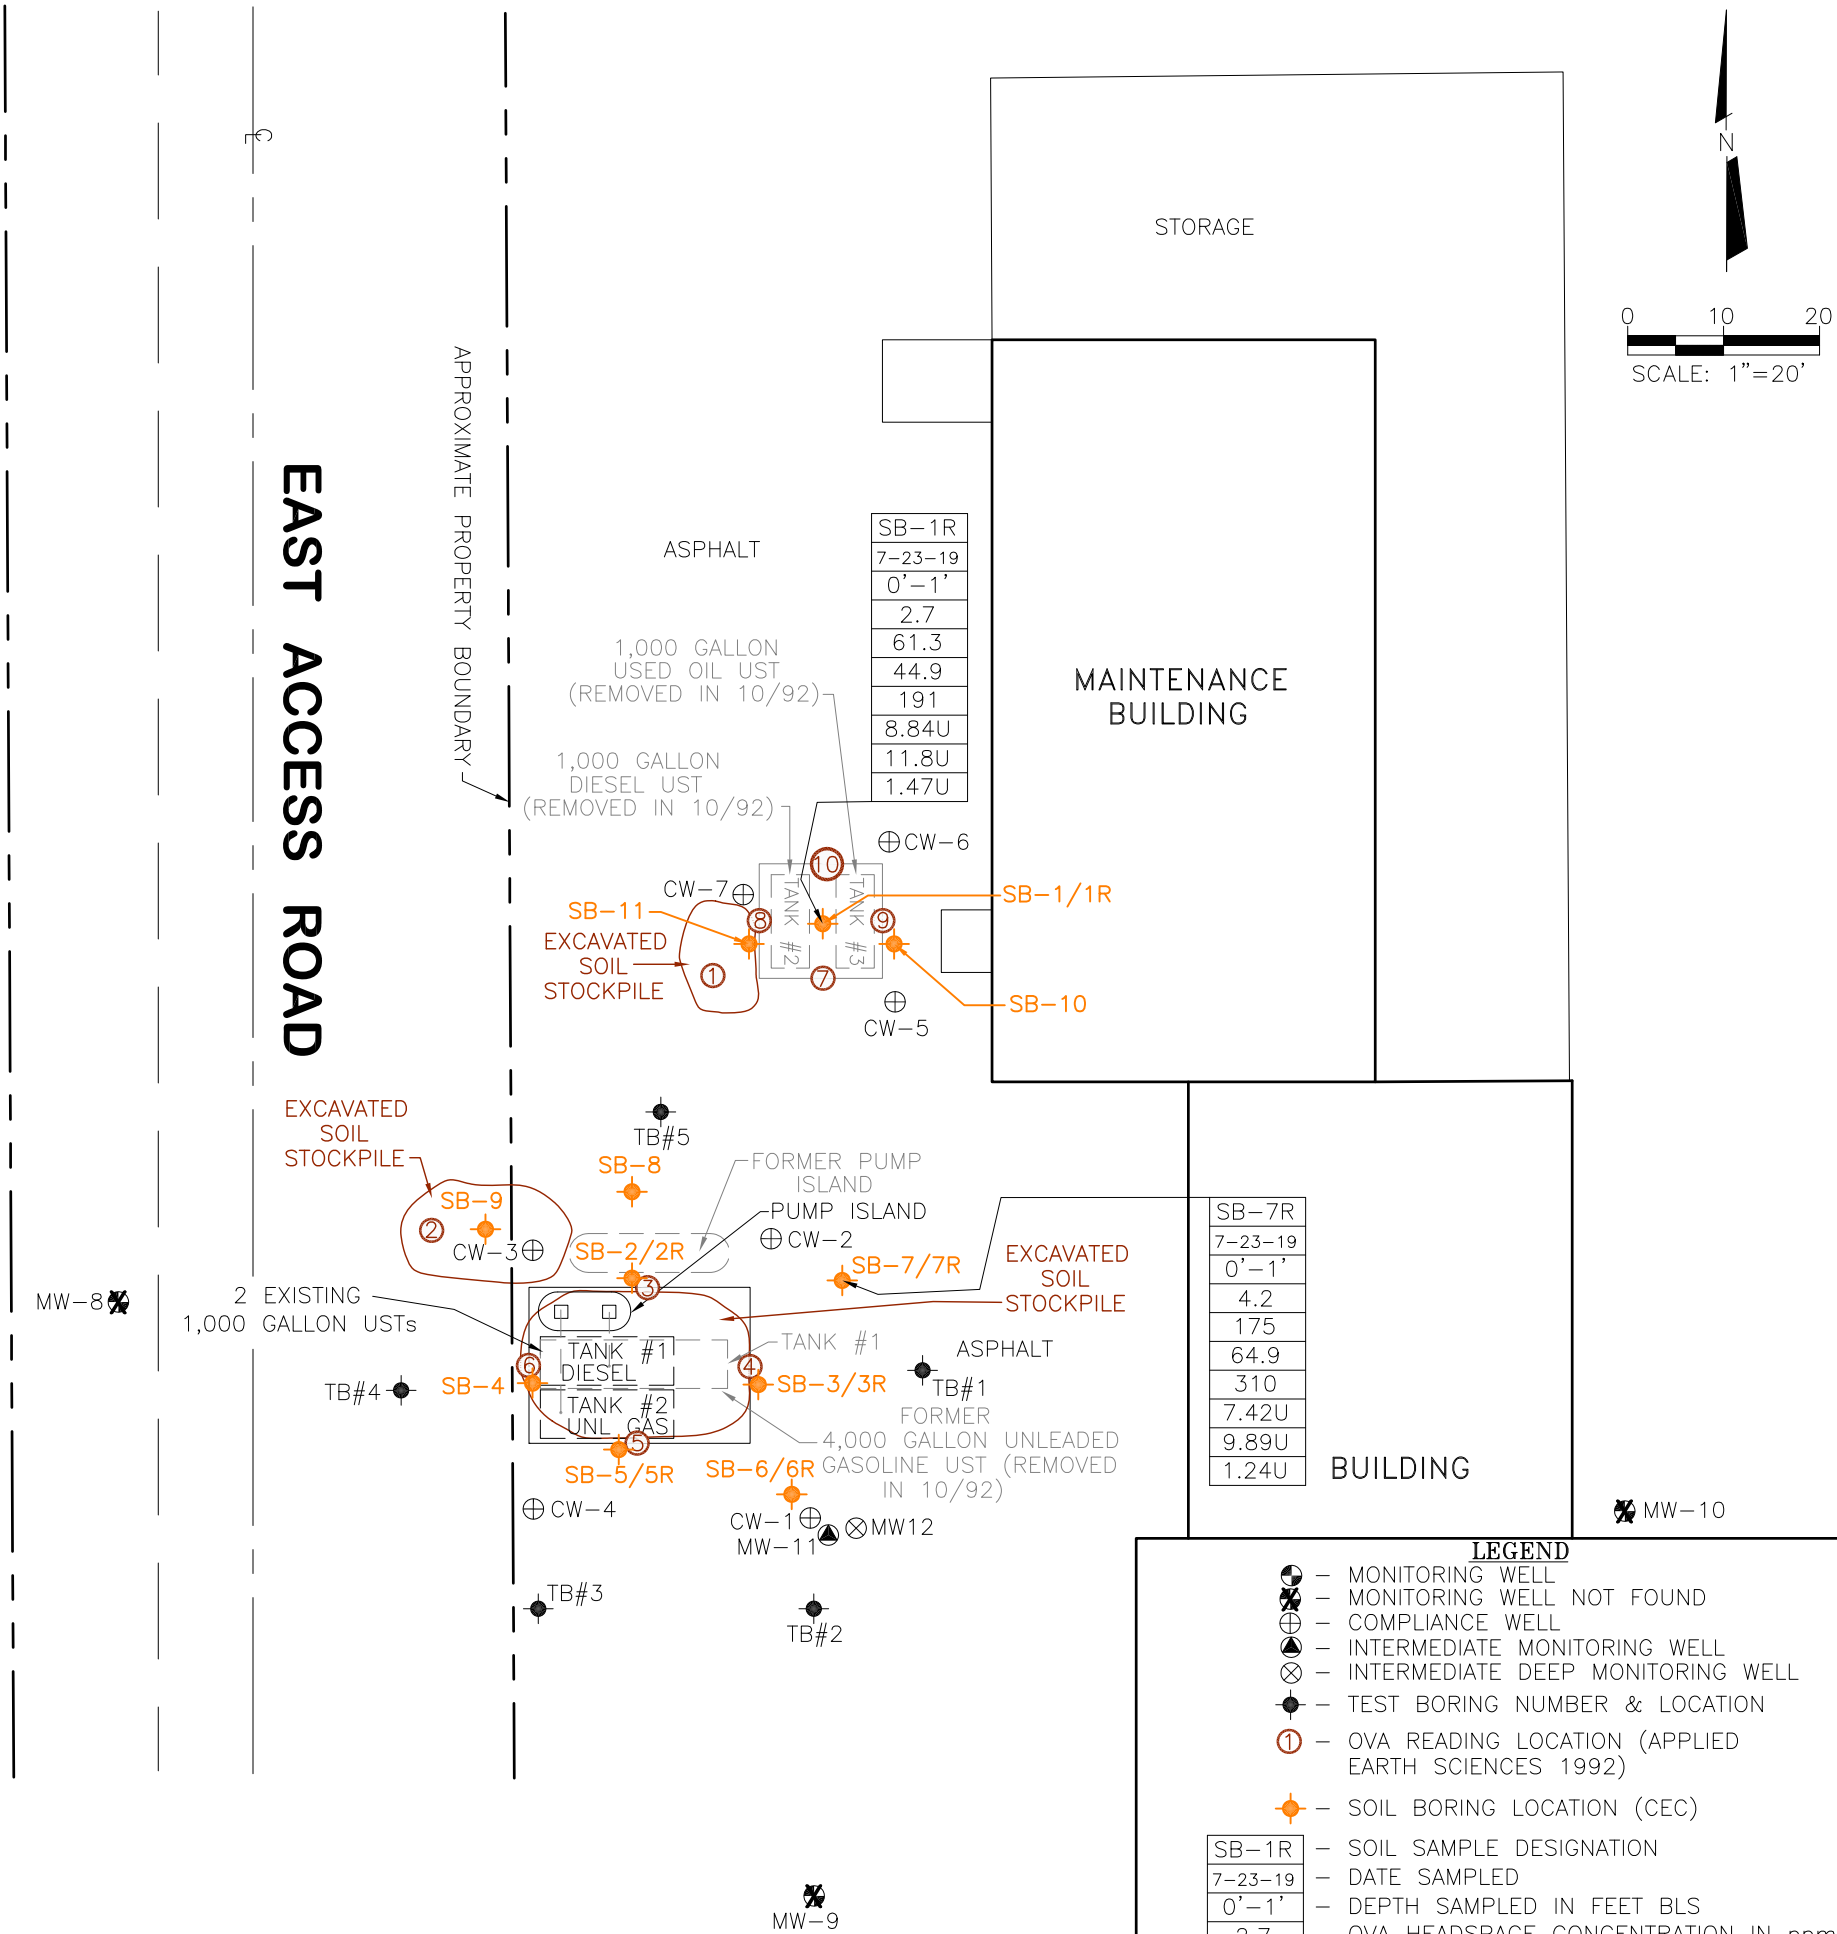 N
0 10 20
SCALE: 1"=20'
CL
STORAGE
EAST ACCESS ROAD
APPROXIMATE PROPERTY BOUNDARY
ASPHALT
SB-1R
7-23-19
0'-1'
2.7
61.3
44.9
191
8.84U
11.8U
1.47U
MAINTENANCE
BUILDING
1,000 GALLON
USED OIL UST
(REMOVED IN 10/92)
1,000 GALLON
DIESEL UST
(REMOVED IN 10/92)
CW-6
10
CW-7
TANK #2
TANK #3
SB-1/1R
SB-11
8
9
EXCAVATED
SOIL
STOCKPILE
1
7
SB-10
CW-5
EXCAVATED
SOIL
STOCKPILE
TB#5
SB-8
FORMER PUMP
ISLAND
PUMP ISLAND
SB-9
2
CW-3
CW-2
SB-2/2R
SB-7/7R
EXCAVATED
SOIL
STOCKPILE
3
SB-7R
7-23-19
0'-1'
4.2
175
64.9
310
7.42U
9.89U
1.24U
MW-8
2 EXISTING
1,000 GALLON USTs
TANK #1
DIESEL
TANK #1
ASPHALT
6
4
TB#4
SB-4
SB-3/3R
TB#1
TANK #2
UNL GAS
FORMER
4,000 GALLON UNLEADED
GASOLINE UST (REMOVED
IN 10/92)
5
SB-5/5R
SB-6/6R
BUILDING
CW-4
CW-1
MW12
MW-11
MW-10
TB#3
TB#2
MW-9
LEGEND
- MONITORING WELL
- MONITORING WELL NOT FOUND
- COMPLIANCE WELL
- INTERMEDIATE MONITORING WELL
- INTERMEDIATE DEEP MONITORING WELL
- TEST BORING NUMBER & LOCATION
1 - OVA READING LOCATION (APPLIED
EARTH SCIENCES 1992)
- SOIL BORING LOCATION (CEC)
SB-1R - SOIL SAMPLE DESIGNATION
7-23-19 - DATE SAMPLED
0'-1' - DEPTH SAMPLED IN FEET BLS
2.7 - OVA HEADSPACE CONCENTRATION IN ppm